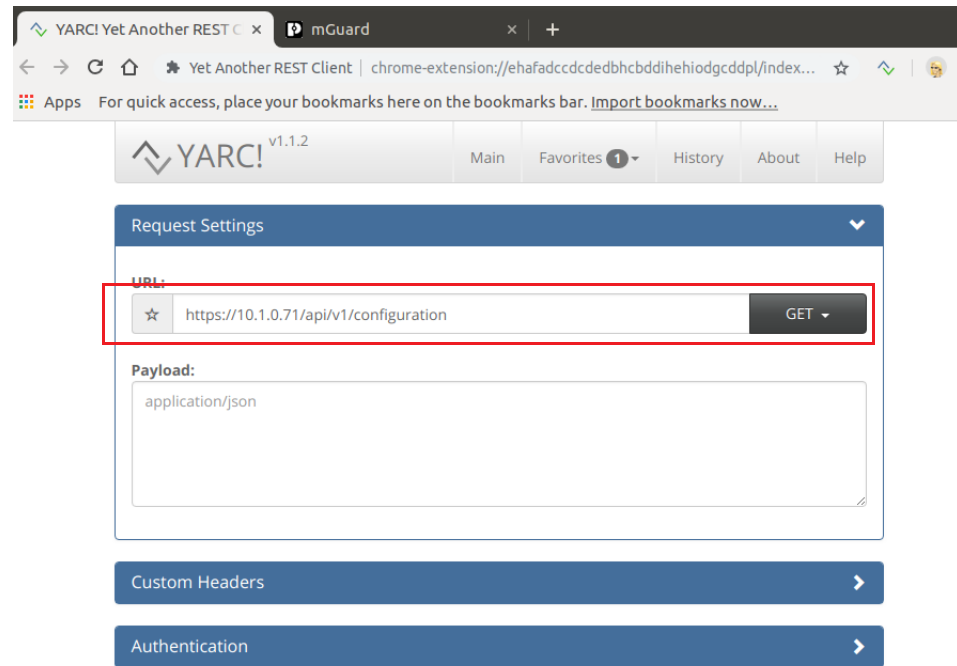 YARC! Yet Another REST C
mGuard
Yet Another REST Client chrome-extension://ehafadccdcdedbhcbddihehiodgcddpl/index...
Apps For quick access, place your bookmarks here on the bookmarks bar. Import bookmarks now...
YARC! v1.1.2 Main Favorites 1 History About Help
Request Settings
URL:
https://10.1.0.71/api/v1/configuration GET
Payload:
application/json
Custom Headers
Authentication